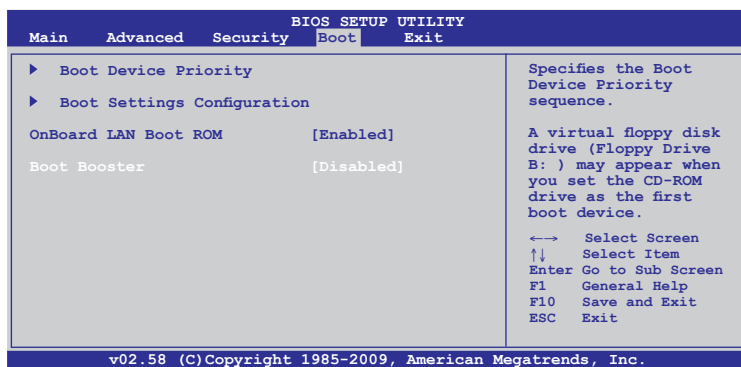 BIOS SETUP UTILITY
Main Advanced Security Boot Exit
Boot Device Priority
Boot Settings Configuration
OnBoard LAN Boot ROM [Enabled]
Boot Booster [Disabled]
Specifies the Boot
Device Priority
sequence.
A virtual floppy disk
drive (Floppy Drive
B: ) may appear when
you set the CD-ROM
drive as the first
boot device.
←→ Select Screen
↑↓ Select Item
Enter Go to Sub Screen
F1 General Help
F10 Save and Exit
ESC Exit
v02.58 (C)Copyright 1985-2009, American Megatrends, Inc.